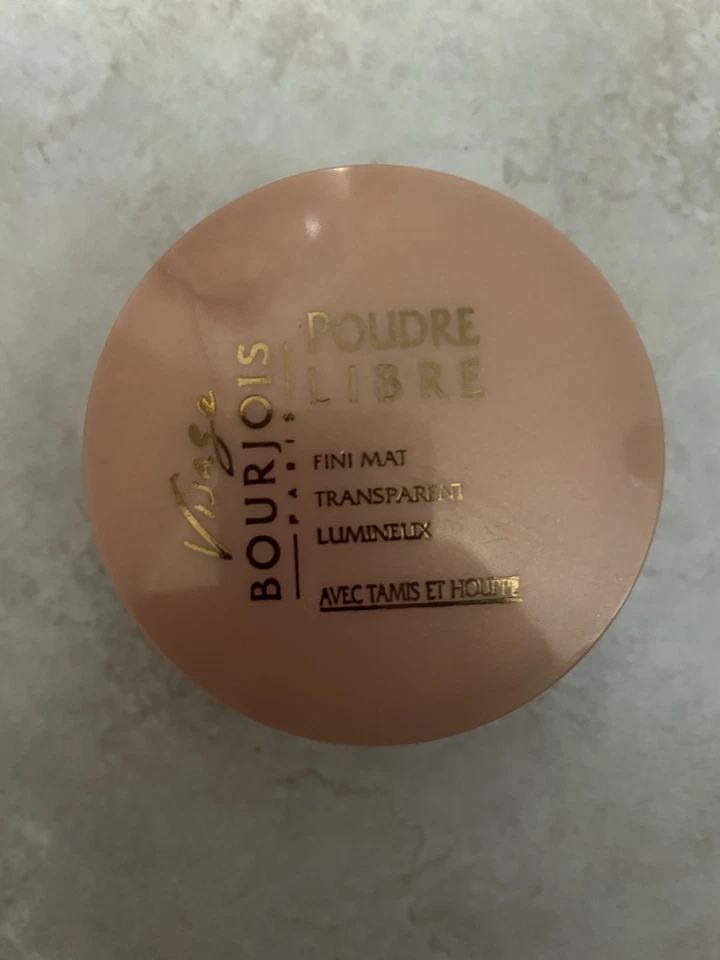 Visage
BOURJOIS
PARIS
POUDRE
LIBRE
FINI MAT
TRANSPARENT
LUMINEUX
AVEC TAMIS ET HOUPPE